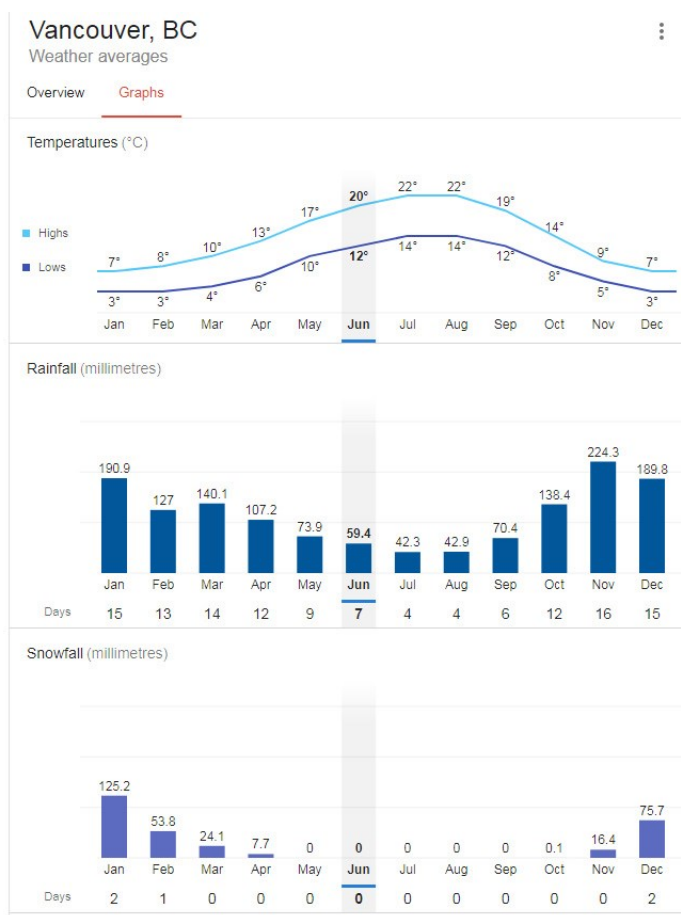 Vancouver, BC
Weather averages
Overview Graphs
Temperatures (°C)
22° 22°
20°
19°
17°
14°
13°
Highs
10°
9°
8°
7° 7°
14° 14°
12° 12°
Lows
10°
8°
6°
5°
4°
3° 3° 3°
Jan Feb Mar Apr May Jun Jul Aug Sep Oct Nov Dec
Rainfall (millimetres)
190.9 127 140.1 107.2 73.9 59.4 42.3 42.9 70.4 138.4 224.3 189.8
Jan Feb Mar Apr May Jun Jul Aug Sep Oct Nov Dec
Days 15 13 14 12 9 7 4 4 6 12 16 15
Snowfall (millimetres)
125.2 53.8 24.1 7.7 0 0 0 0 0 0.1 16.4 75.7
Jan Feb Mar Apr May Jun Jul Aug Sep Oct Nov Dec
Days 2 1 0 0 0 0 0 0 0 0 0 2